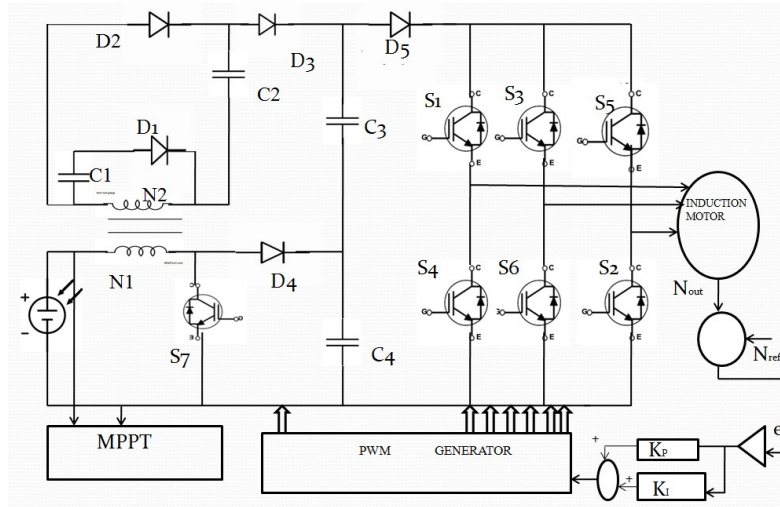 D2
D3
D5
C2
S1
S3
S5
D1
C3
C1
N2
INDUCTION
MOTOR
N1
D4
S4
S6
S2
Nout
+
-
S7
C4
Nref
MPPT
PWM GENERATOR
+
KP
e
+
KI
C
C
C
G
G
G
E
E
E
C
C
C
G
G
G
E
E
E